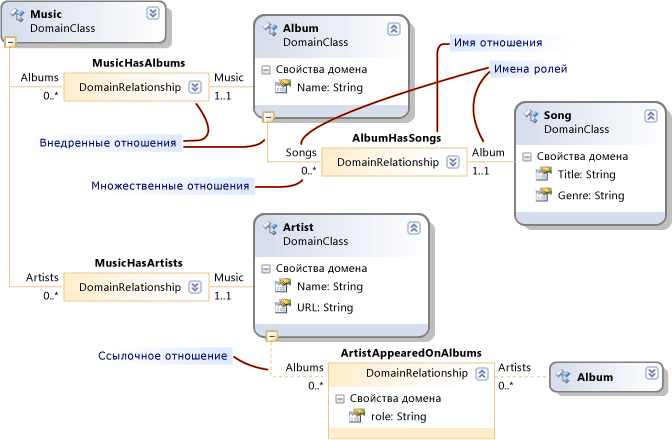 Music
DomainClass
Album
DomainClass
Свойства домена
Name: String
Имя отношения
Имена ролей
MusicHasAlbums
Albums
DomainRelationship
Music
0..*
1..1
Внедренные отношения
AlbumHasSongs
Songs
DomainRelationship
Album
0..*
1..1
Множественные отношения
Song
DomainClass
Свойства домена
Title: String
Genre: String
Artist
DomainClass
Свойства домена
Name: String
URL: String
MusicHasArtists
Artists
DomainRelationship
Music
0..*
1..1
Ссылочное отношение
ArtistAppearedOnAlbums
Albums
DomainRelationship
Artists
0..*
0..*
Свойства домена
role: String
Album